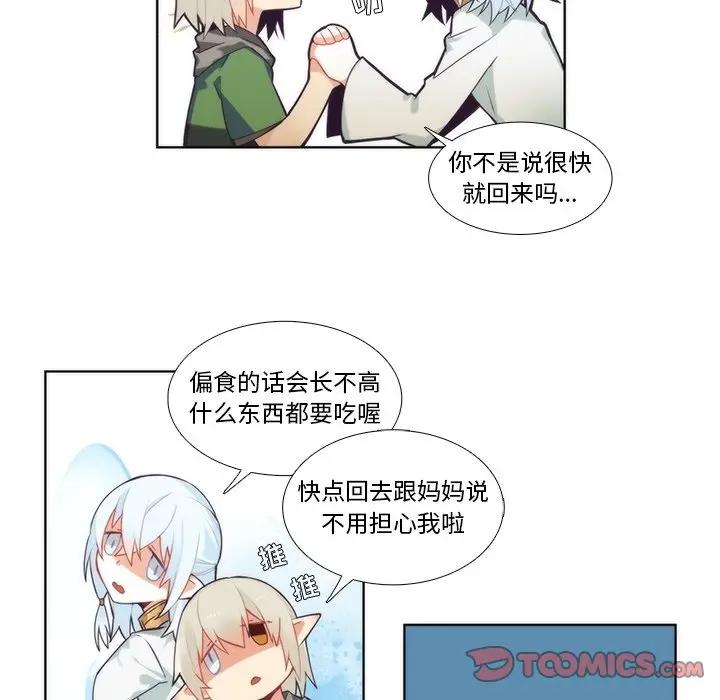 你不是说很快
就回来吗...
偏食的话会长不高
什么东西都要吃喔
快点回去跟妈妈说
不用担心我啦
推
推
TOOMICS.COM